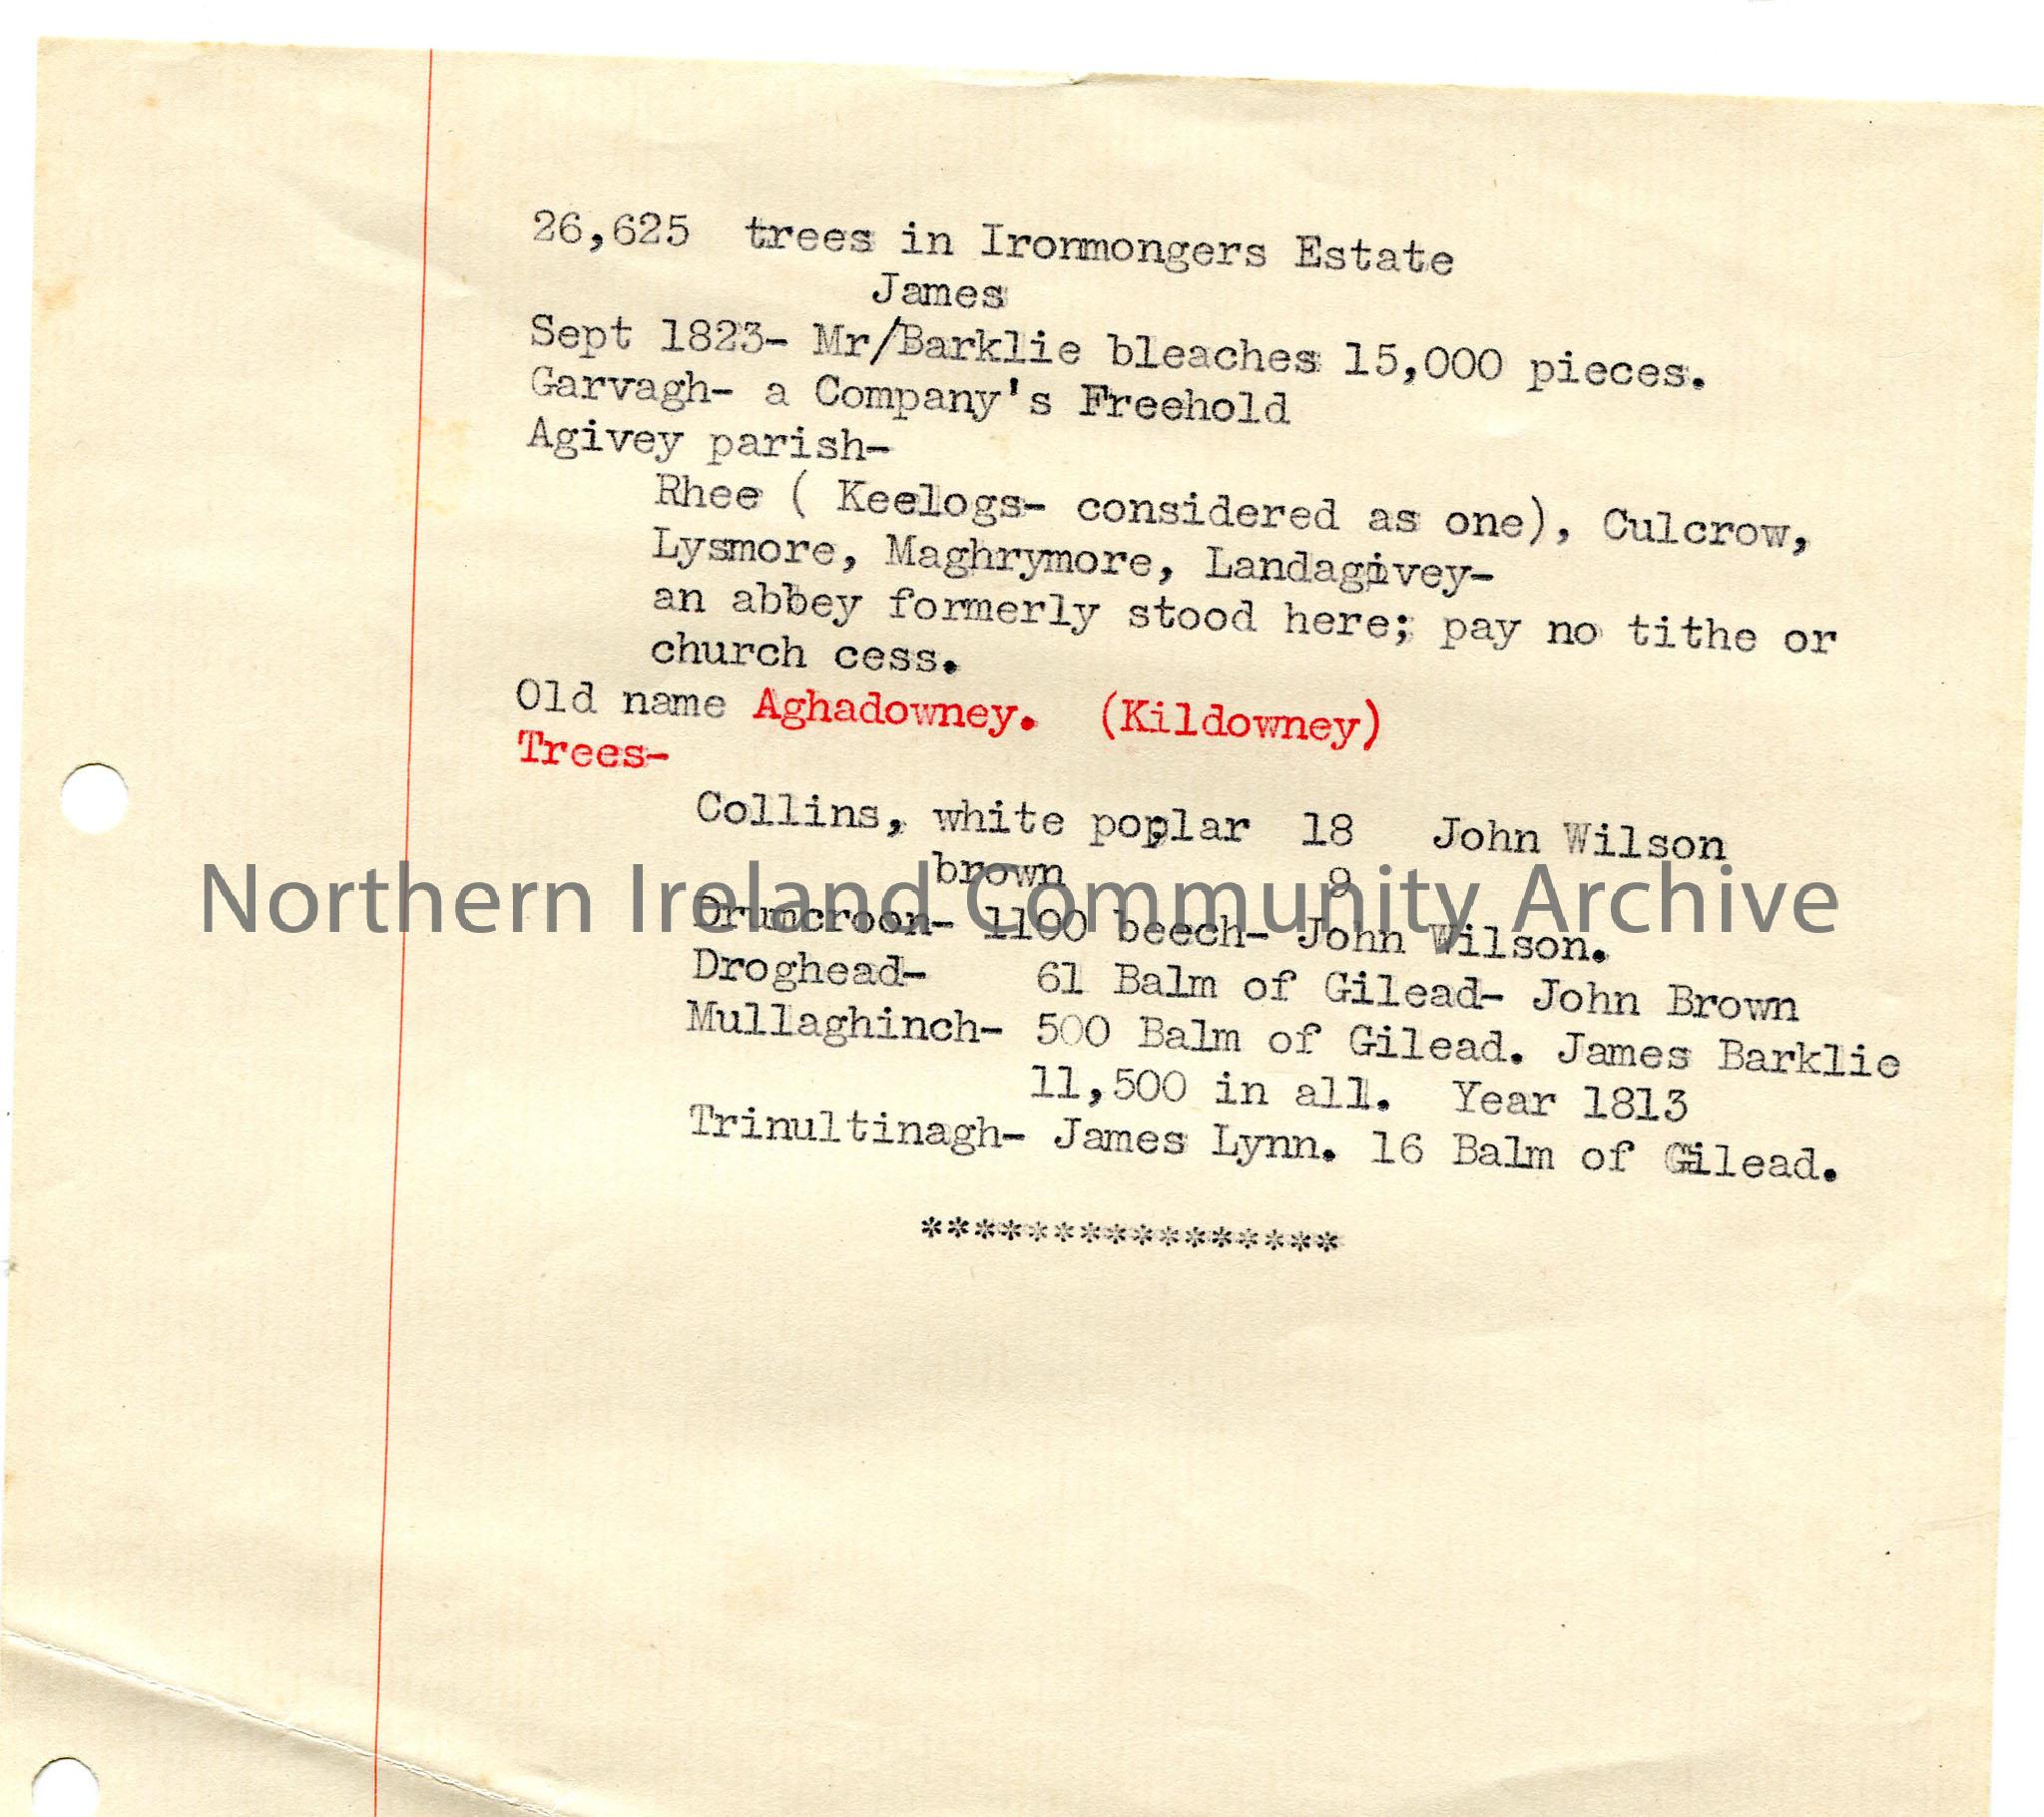 26,625 trees in Ironmongers Estate
James
Sept 1823- Mr/Barklie bleaches 15,000 pieces.
Garvagh- a Company's Freehold
Agivey parish-
Rhee ( Keelogs- considered as one), Culcrow,
Lysmore, Maghrymore, Landagivey-
an abbey formerly stood here; pay no tithe or
church cess.
Old name Aghadowney. (Kildowney)
Trees-
Collins, white poplar 18 John Wilson
brown 9
Northern Ireland Community Archive
Drumcroon- 1100 beech- John Wilson.
Droghead- 61 Balm of Gilead- John Brown
Mullaghinch- 500 Balm of Gilead. James Barklie
11,500 in all. Year 1813
Trinultinagh- James Lynn. 16 Balm of Gilead.
****************